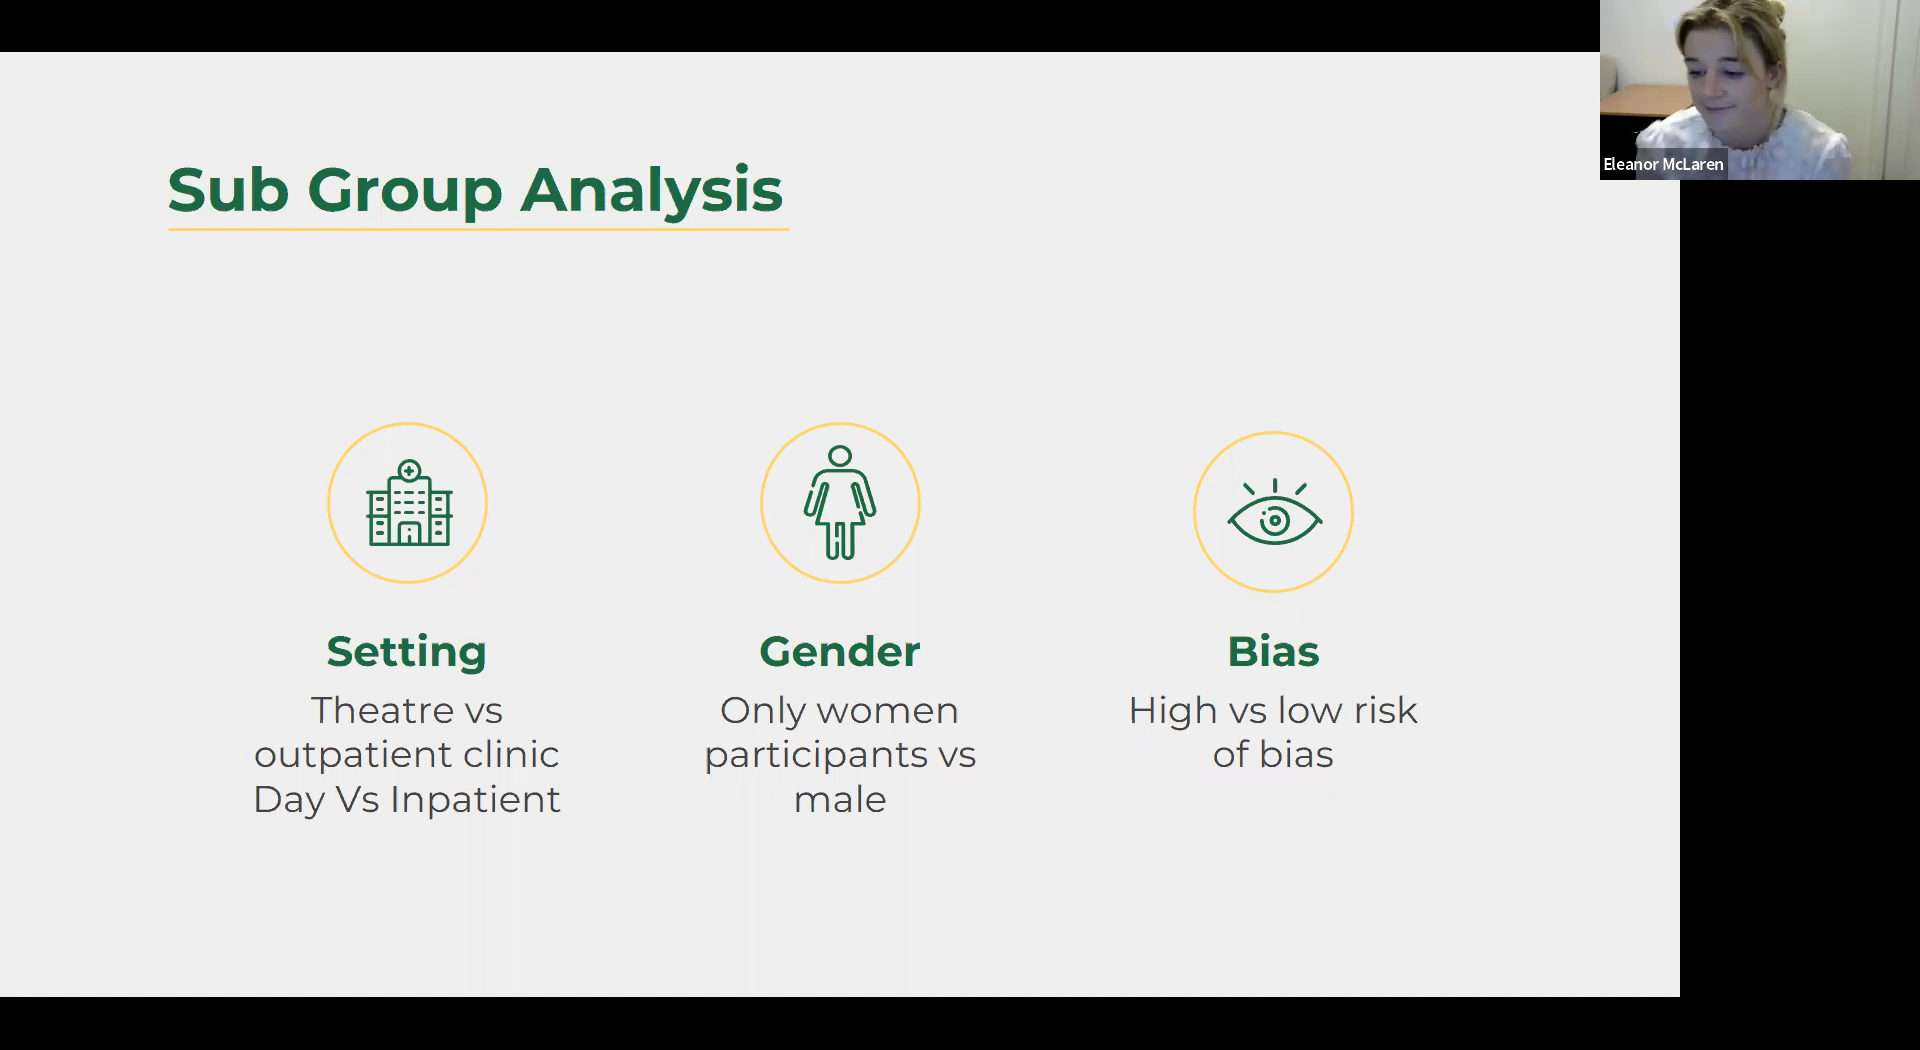 Sub Group Analysis
Eleanor McLaren
Setting
Theatre vs
outpatient clinic
Day Vs Inpatient
Gender
Only women
participants vs
male
Bias
High vs low risk
of bias